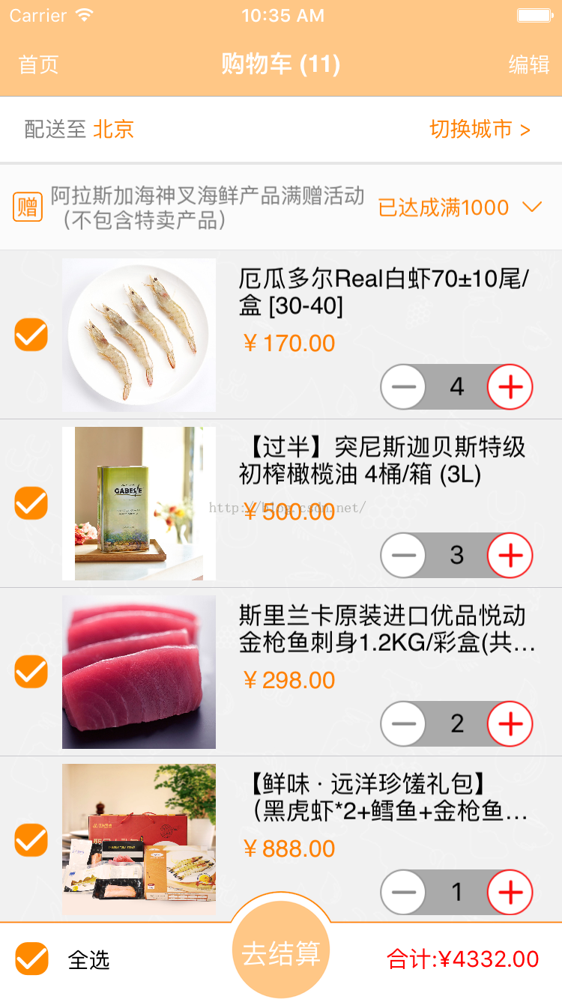 Carrier 10:35 AM
首页 购物车 (11) 编辑
配送至 北京 切换城市 >
赠 阿拉斯加海神叉海鲜产品满赠活动
（不包含特卖产品） 已达成满1000
厄瓜多尔Real白虾70±10尾/
盒 [30-40]
￥170.00
4
【过半】突尼斯迦贝斯特级
初榨橄榄油 4桶/箱 (3L)
GABES
http://blog.csdn.net/
￥500.00
3
斯里兰卡原装进口优品悦动
金枪鱼刺身1.2KG/彩盒(共…
￥298.00
2
【鲜味 · 远洋珍馐礼包】
（黑虎虾*2+鳕鱼+金枪鱼…
￥888.00
1
全选 去结算 合计:¥4332.00